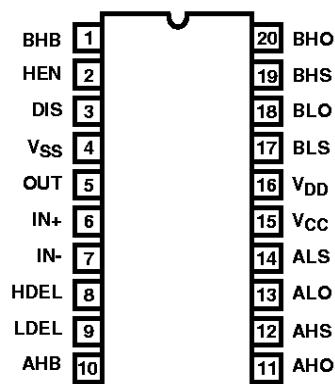 BHB 1 20 BHO
HEN 2 19 BHS
DIS 3 18 BLO
VSS 4 17 BLS
OUT 5 16 VDD
IN+ 6 15 VCC
IN- 7 14 ALS
HDEL 8 13 ALO
LDEL 9 12 AHS
AHB 10 11 AHO